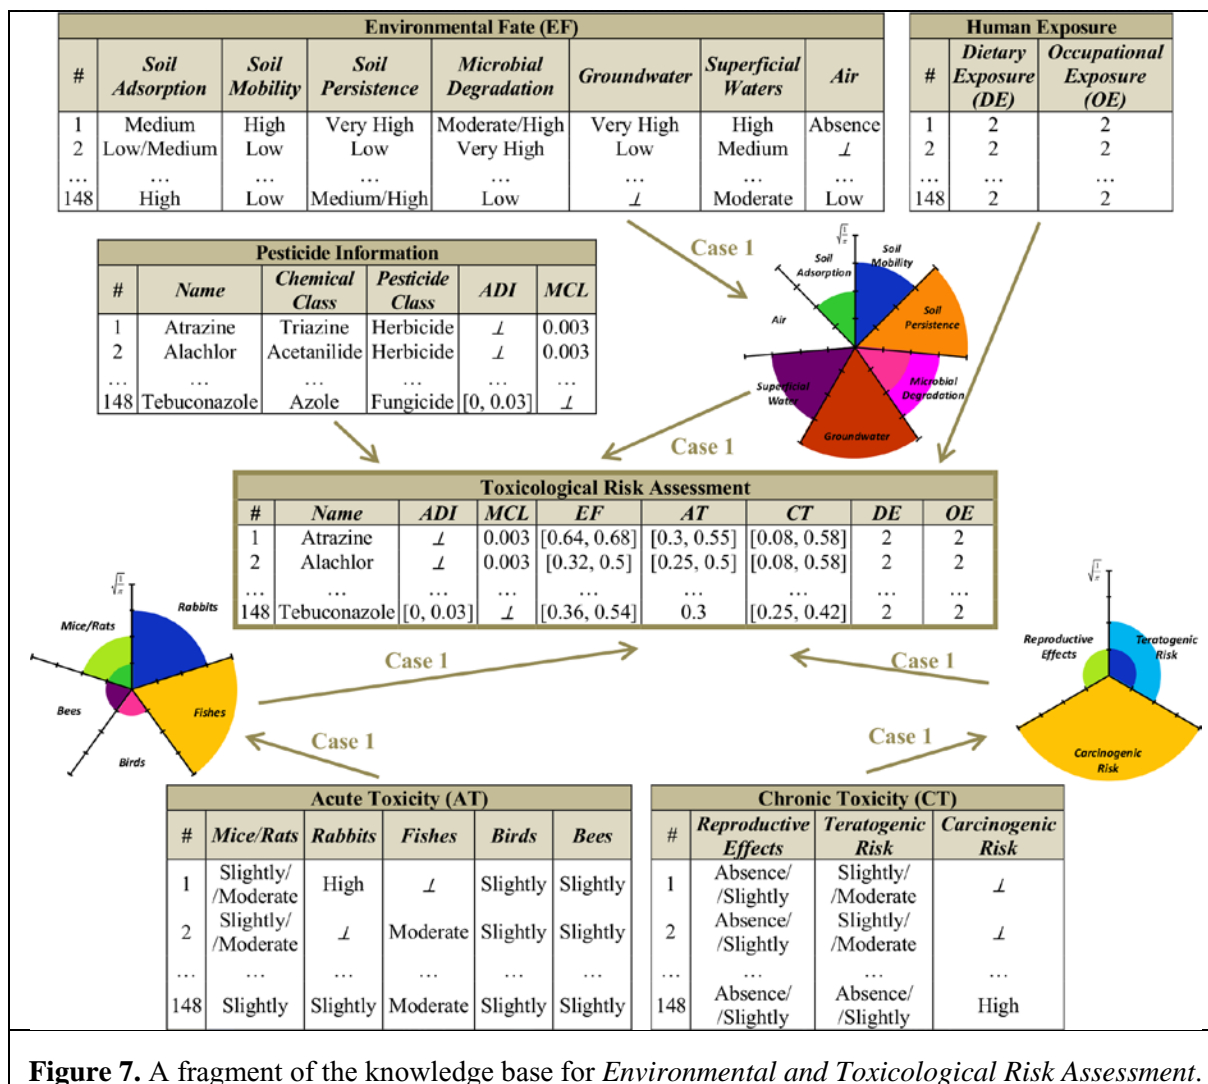 Environmental Fate (EF)
# Soil Adsorption Soil Mobility Soil Persistence Microbial Degradation Groundwater Superficial Waters Air
1 Medium High Very High Moderate/High Very High High Absence
2 Low/Medium Low Low Very High Low Medium ⊥
... ... ... ... ... ... ... ...
148 High Low Medium/High Low ⊥ Moderate Low
Human Exposure
# Dietary Exposure (DE) Occupational Exposure (OE)
1 2 2
2 2 2
... ... ...
148 2 2
Case 1
Pesticide Information
# Name Chemical Class Pesticide Class ADI MCL
1 Atrazine Triazine Herbicide ⊥ 0.003
2 Alachlor Acetanilide Herbicide ⊥ 0.003
... ... ... ... ... ...
148 Tebuconazole Azole Fungicide [0, 0.03] ⊥
√1/π
Soil Adsorption
Soil Mobility
Soil Persistence
Air
Superficial Water
Microbial Degradation
Groundwater
Case 1
Toxicological Risk Assessment
# Name ADI MCL EF AT CT DE OE
1 Atrazine ⊥ 0.003 [0.64, 0.68] [0.3, 0.55] [0.08, 0.58] 2 2
2 Alachlor ⊥ 0.003 [0.32, 0.5] [0.25, 0.5] [0.08, 0.58] 2 2
... ... ... ... ... ... ... ... ...
148 Tebuconazole [0, 0.03] ⊥ [0.36, 0.54] 0.3 [0.25, 0.42] 2 2
√1/π
Mice/Rats
Rabbits
Bees
Fishes
Birds
Case 1
Case 1
√1/π
Reproductive Effects
Teratogenic Risk
Carcinogenic Risk
Case 1
Case 1
Acute Toxicity (AT)
# Mice/Rats Rabbits Fishes Birds Bees
1 Slightly/ /Moderate High ⊥ Slightly Slightly
2 Slightly/ /Moderate ⊥ Moderate Slightly Slightly
... ... ... ... ... ...
148 Slightly Slightly Moderate Slightly Slightly
Chronic Toxicity (CT)
# Reproductive Effects Teratogenic Risk Carcinogenic Risk
1 Absence/ /Slightly Slightly/ /Moderate ⊥
2 Absence/ /Slightly Slightly/ /Moderate ⊥
... ... ... ...
148 Absence/ /Slightly Absence/ /Slightly High
Figure 7. A fragment of the knowledge base for Environmental and Toxicological Risk Assessment.